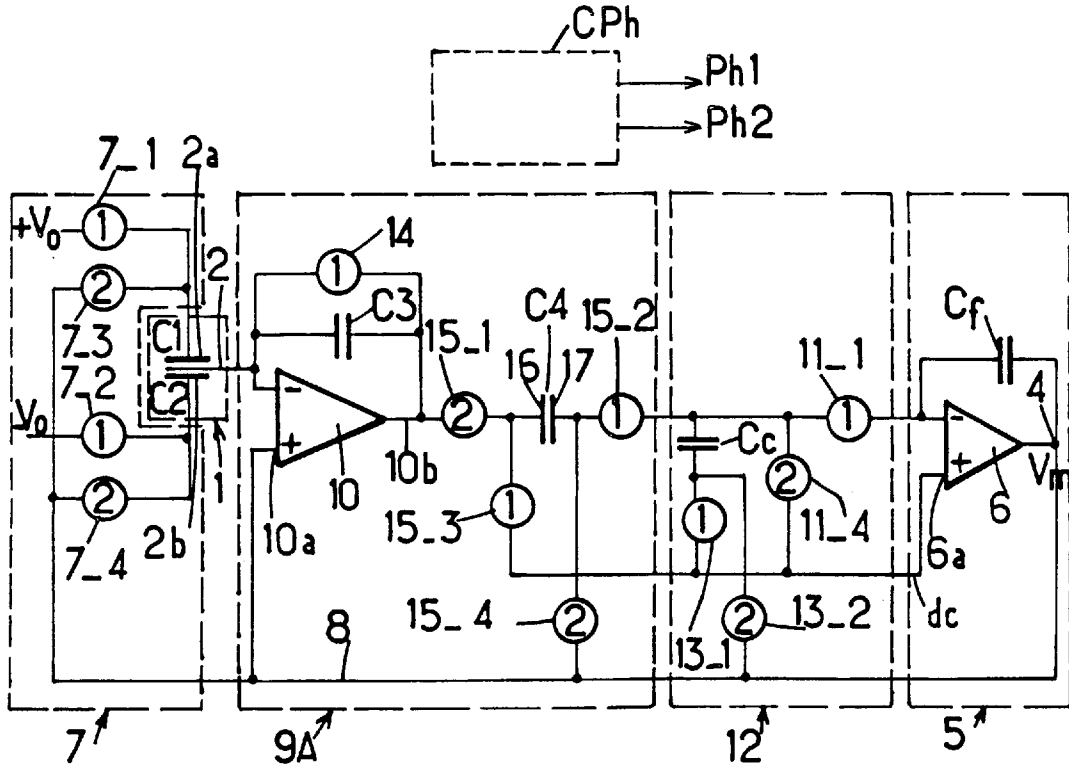 CPh
Ph1
Ph2
7_1 2a
+V₀ 1
14
2
1
2
C3
7_3
C1
15_1
C4
15_2
Cf
7_2
C2
16 17
11_1
4
-V₀ 1
−
2
1
1
−
+
10
10b
Cc
+
6
Vm
2
1
15_3
1
2
11_4
6a
7_4
2b
10a
1
15_4
2
2
13_2
dc
8
13_1
7
9A
12
5